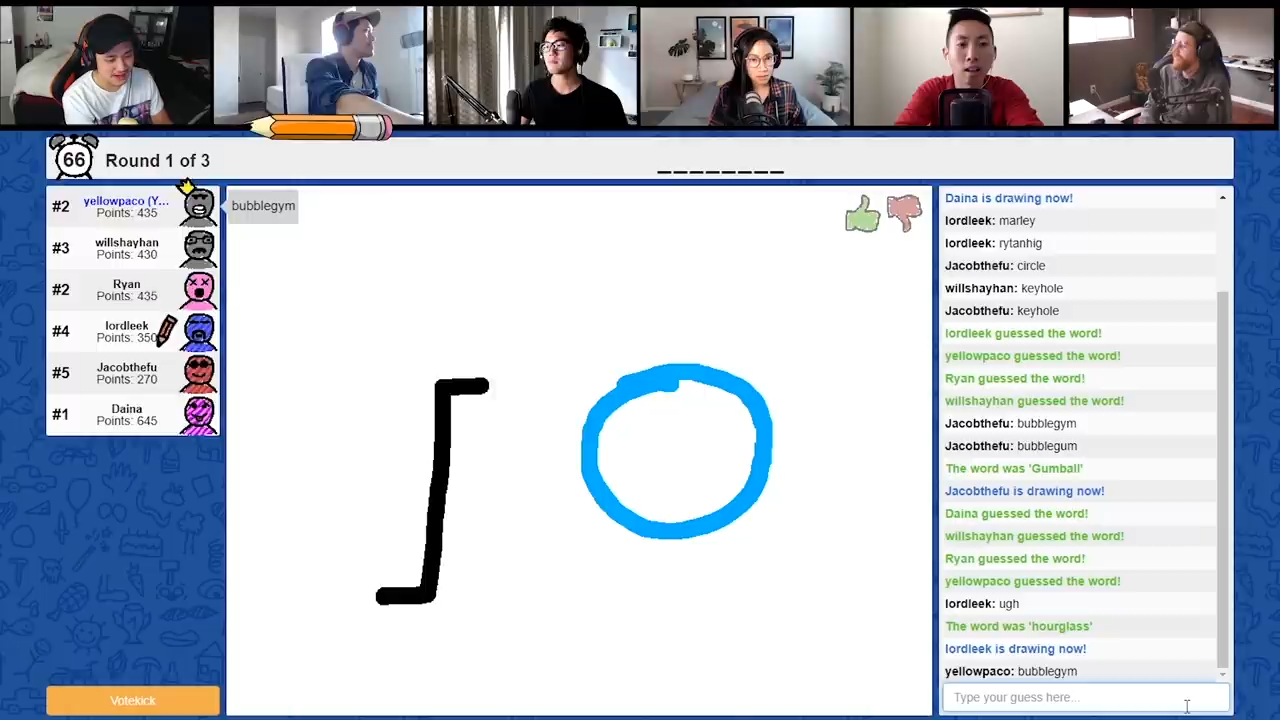 66
Round 1 of 3
________
#2
yellowpaco (Y...
Points: 435
#3
willshayhan
Points: 430
#2
Ryan
Points: 435
#4
lordleek
Points: 350
#5
Jacobthefu
Points: 270
#1
Daina
Points: 645
Votekick
bubblegym
Daina is drawing now!
lordleek: marley
lordleek: rytanhig
Jacobthefu: circle
willshayhan: keyhole
Jacobthefu: keyhole
lordleek guessed the word!
yellowpaco guessed the word!
Ryan guessed the word!
willshayhan guessed the word!
Jacobthefu: bubblegym
Jacobthefu: bubblegum
The word was 'Gumball'
Jacobthefu is drawing now!
Daina guessed the word!
willshayhan guessed the word!
Ryan guessed the word!
yellowpaco guessed the word!
lordleek: ugh
The word was 'hourglass'
lordleek is drawing now!
yellowpaco: bubblegym
Type your guess here...